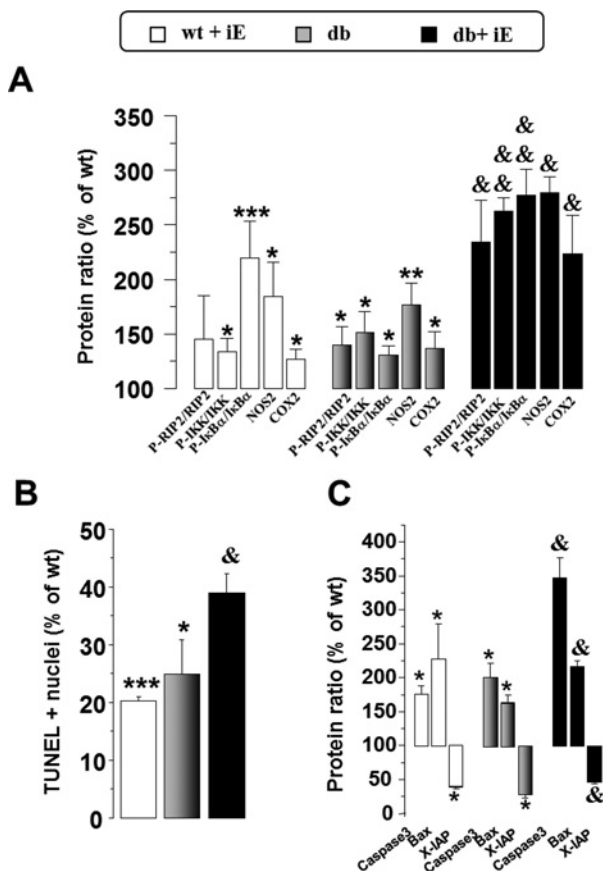 wt + iE db db+ iE
A
Protein ratio (% of wt)
350
300
250
200
150
100
* *** * * * * * ** * & && && & &
P-RIP2/RIP2 P-IKK/IKK P-IκBα/IκBα NOS2 COX2
P-RIP2/RIP2 P-IKK/IKK P-IκBα/IκBα NOS2 COX2
P-RIP2/RIP2 P-IKK/IKK P-IκBα/IκBα NOS2 COX2
B
TUNEL + nuclei (% of wt)
50
40
30
20
10
0
*** * &
C
Protein ratio (% of wt)
400
350
300
250
200
150
100
50
0
* * * * * * & & &
Caspase3 Bax X-IAP
Caspase3 Bax X-IAP
Caspase3 Bax X-IAP